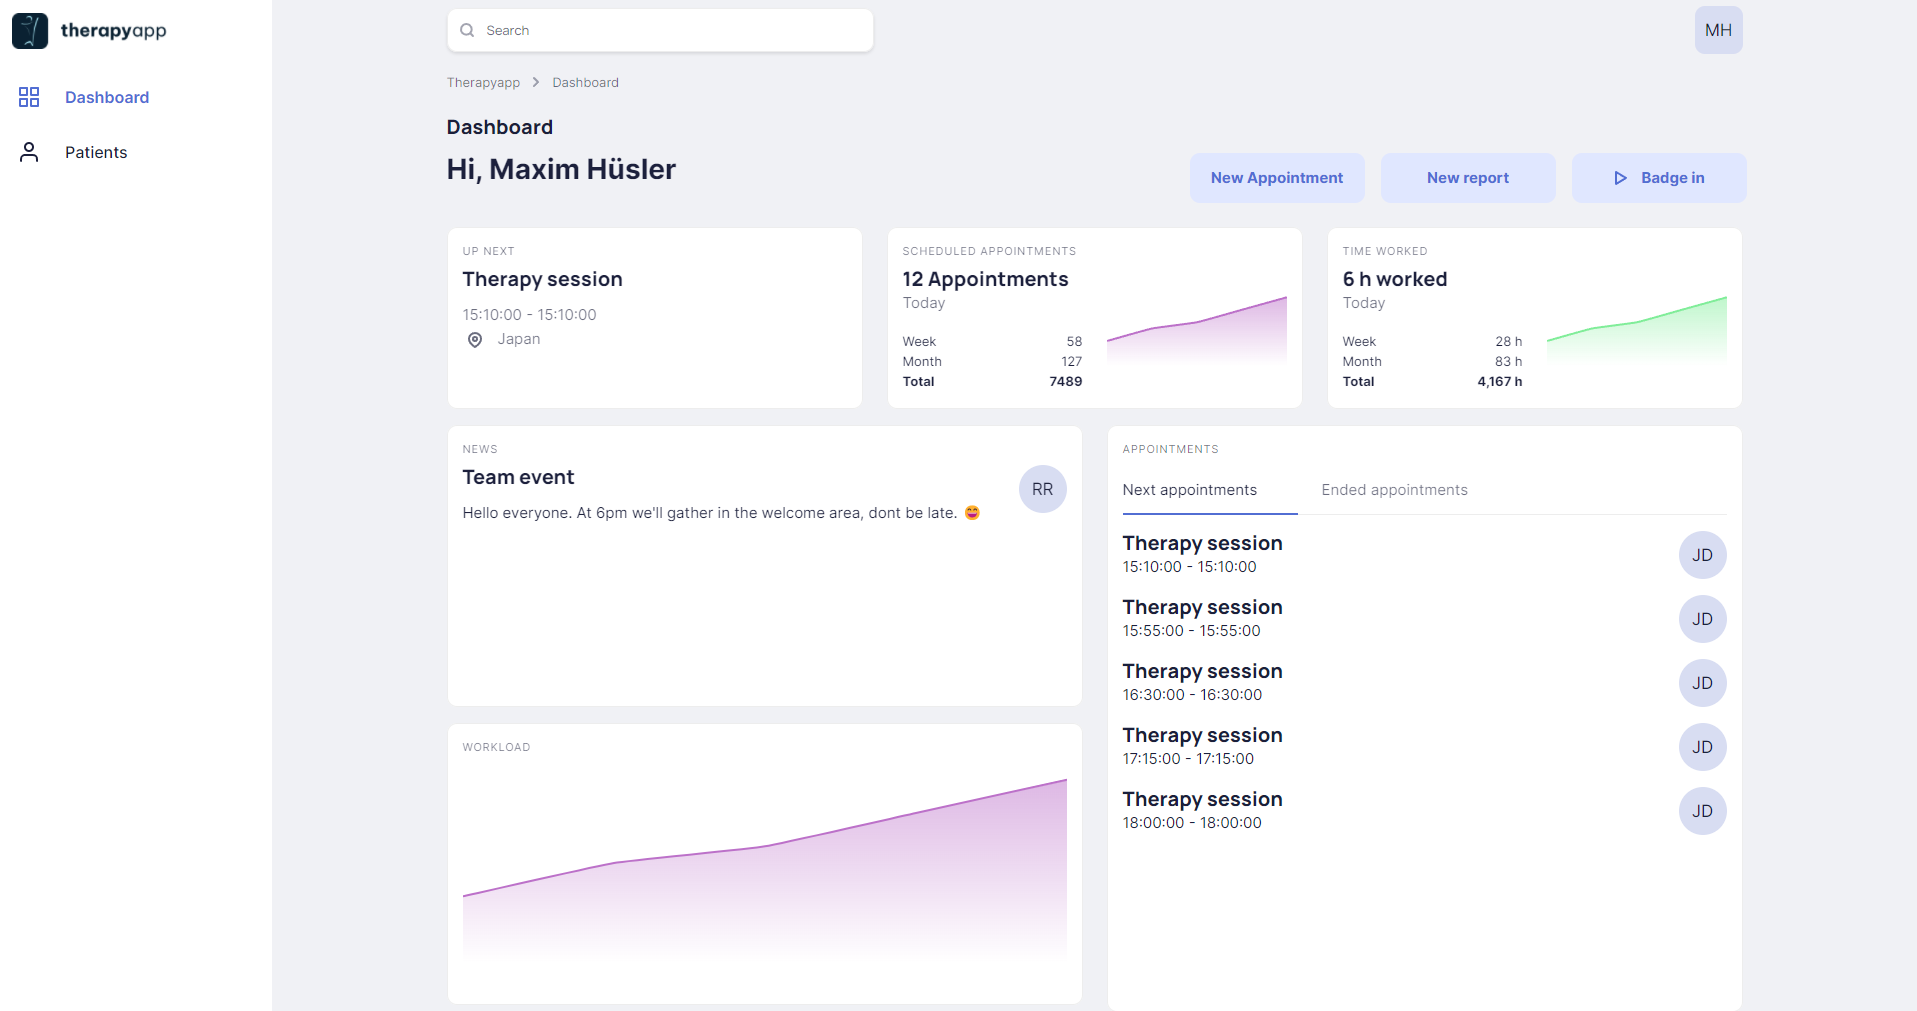 therapyapp
Search
MH
Dashboard
Patients
Therapyapp Dashboard
Dashboard
Hi, Maxim Hüsler
New Appointment
New report
Badge in
UP NEXT
Therapy session
15:10:00 - 15:10:00
Japan
SCHEDULED APPOINTMENTS
12 Appointments
Today
Week 58
Month 127
Total 7489
TIME WORKED
6 h worked
Today
Week 28 h
Month 83 h
Total 4,167 h
NEWS
Team event
Hello everyone. At 6pm we'll gather in the welcome area, dont be late. 😄
RR
WORKLOAD
APPOINTMENTS
Next appointments Ended appointments
Therapy session
15:10:00 - 15:10:00
JD
Therapy session
15:55:00 - 15:55:00
JD
Therapy session
16:30:00 - 16:30:00
JD
Therapy session
17:15:00 - 17:15:00
JD
Therapy session
18:00:00 - 18:00:00
JD